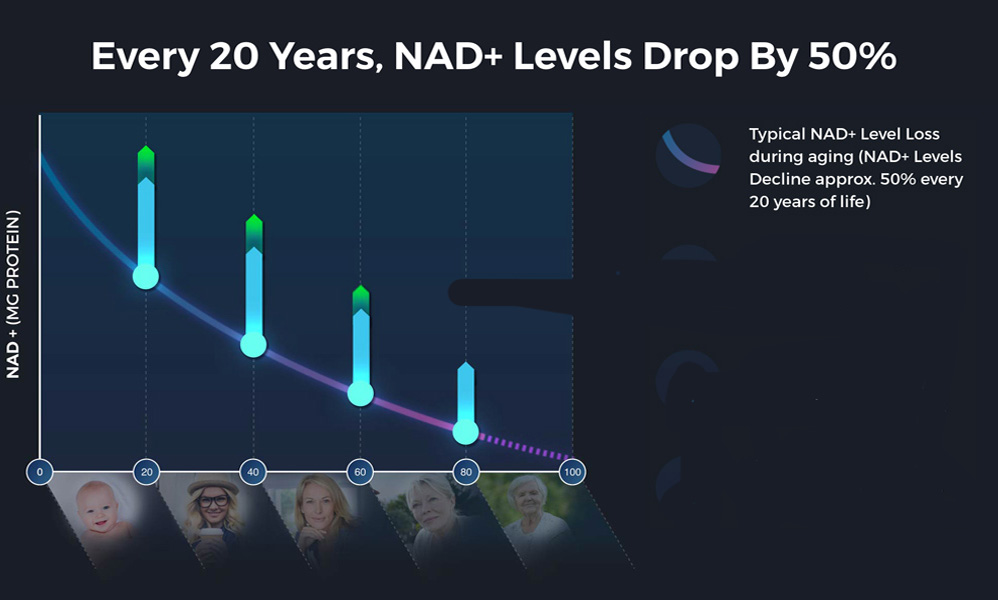 Every 20 Years, NAD+ Levels Drop By 50%
Typical NAD+ Level Loss
during aging (NAD+ Levels
Decline approx. 50% every
20 years of life)
NAD + (MG PROTEIN)
0 20 40 60 80 100